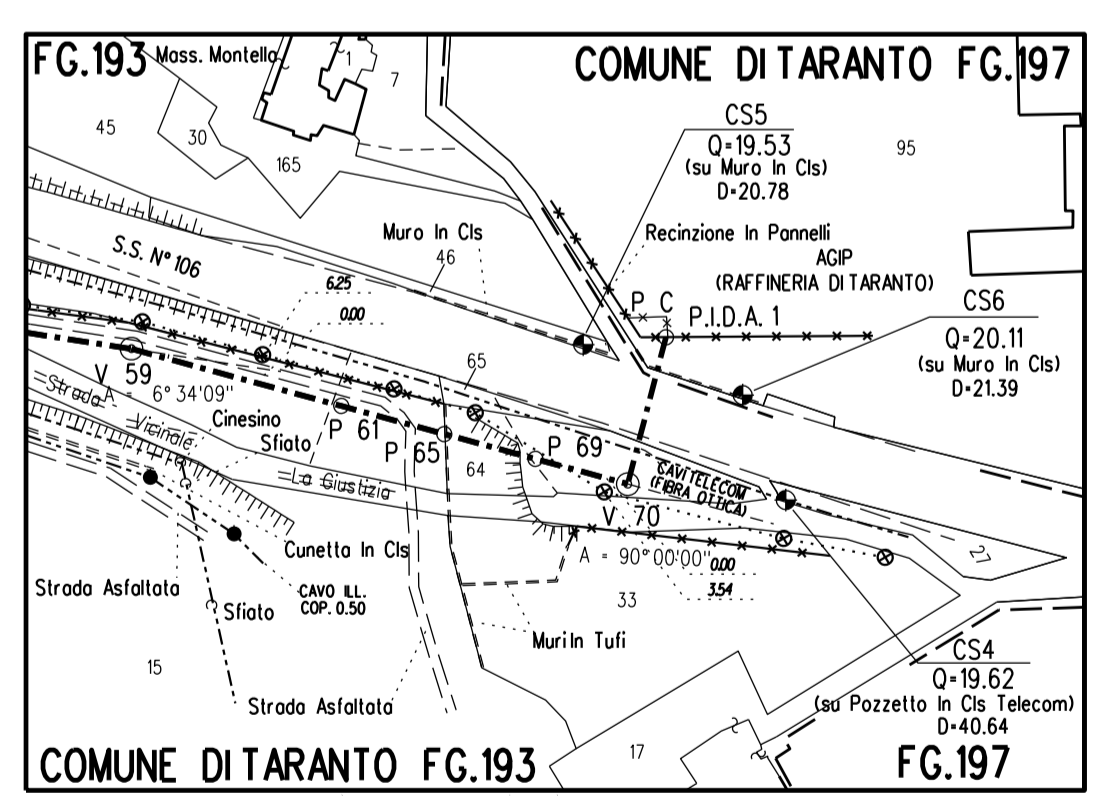 FG.193
Mass. Montella
1
7
COMUNE DI TARANTO FG.197
45
30
165
CS5
Q=19.53
(su Muro In Cls)
D=20.78
95
Muro In Cls
46
Recinzione In Pannelli
AGIP
(RAFFINERIA DI TARANTO)
S.S. N° 106
6.25
0.00
P C
P.I.D.A. 1
CS6
Q=20.11
(su Muro In Cls)
D=21.39
65
V 59
A = 6° 34'09"
Strada
Vicinale
Cinesino
Sfiato
P 61
P 65
64
P 69
La Giustizia
CAVI TELECOM
(FIBRA OTTICA)
V 70
A = 90°00'00"
0.00
3.54
27
Cunetta In Cls
Strada Asfaltata
C
C
Sfiato
CAVO ILL.
COP. 0.50
33
Muri In Tufi
15
Strada Asfaltata
CS4
Q=19.62
(su Pozzetto In Cls Telecom)
D=40.64
17
COMUNE DI TARANTO FG.193
FG.197